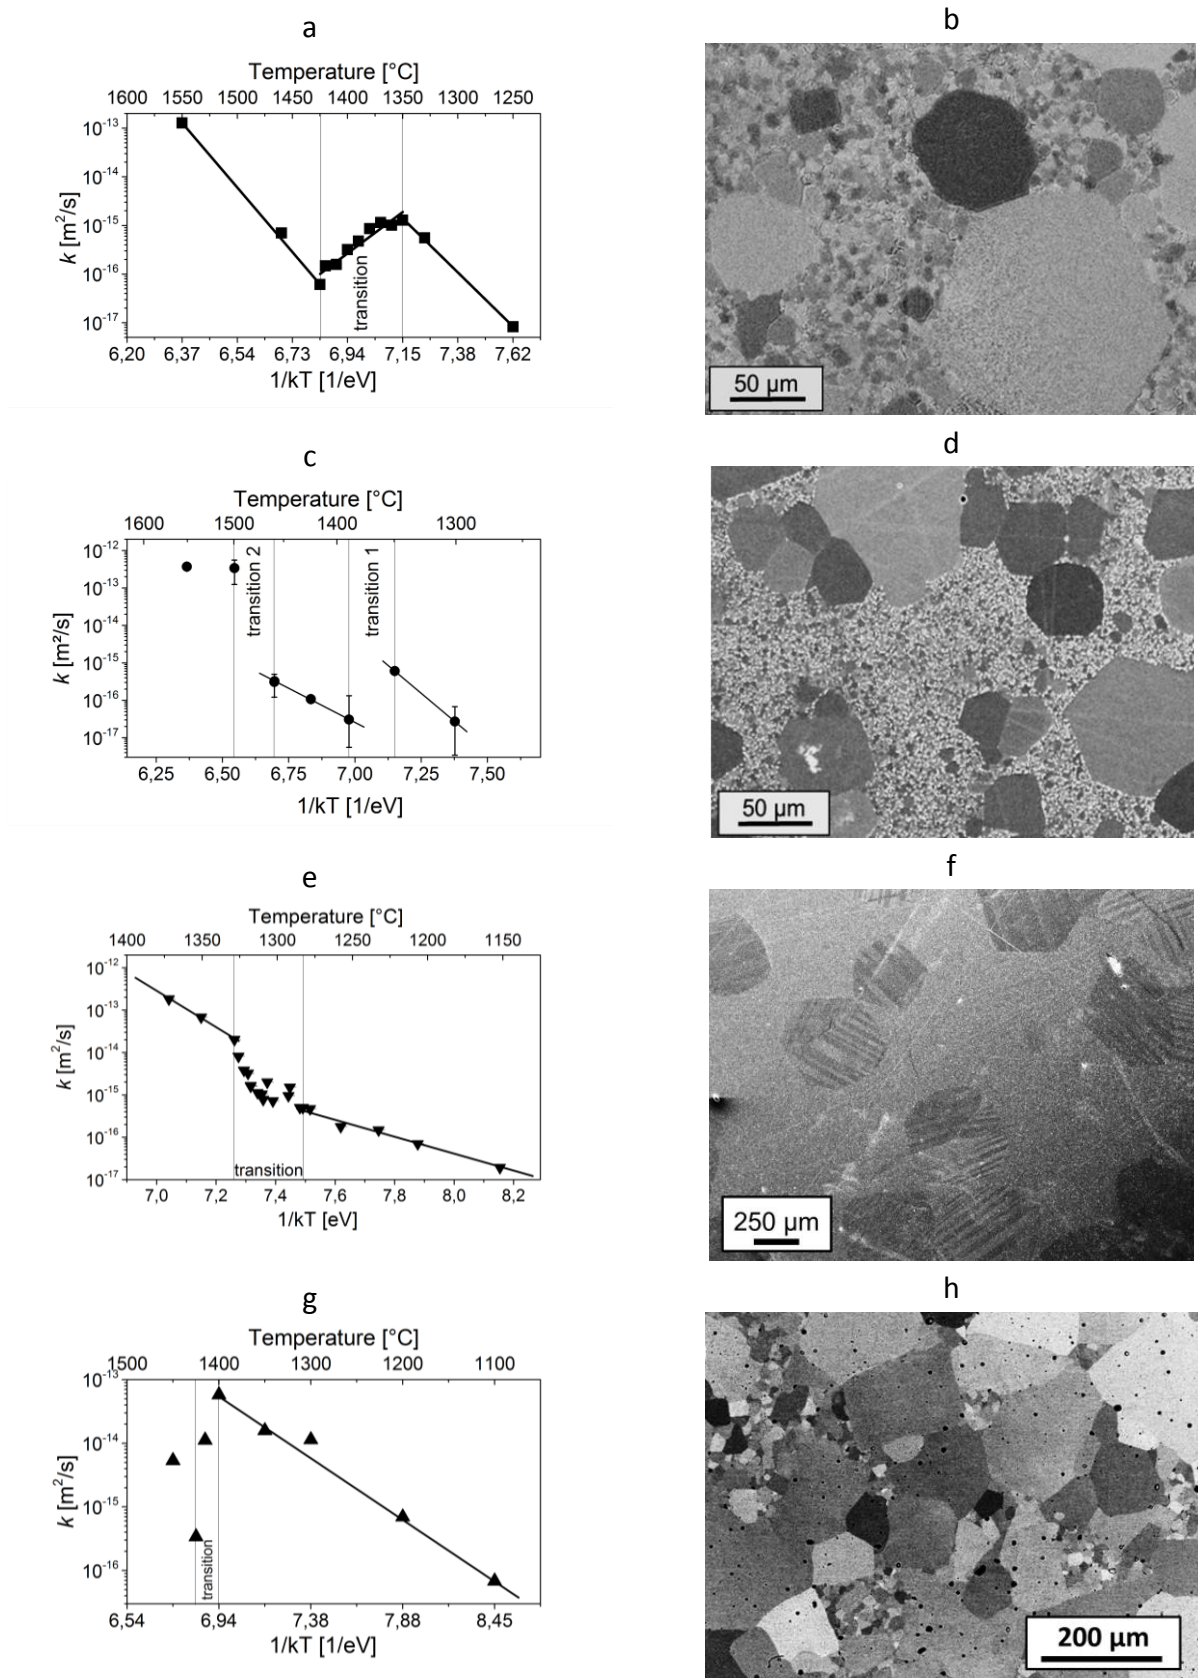 a
Temperature [°C]
1600 1550 1500 1450 1400 1350 1300 1250
10⁻¹³
10⁻¹⁴
10⁻¹⁵
10⁻¹⁶
10⁻¹⁷
k [m²/s]
transition
6,20 6,37 6,54 6,73 6,94 7,15 7,38 7,62
1/kT [1/eV]
b
50 µm
c
Temperature [°C]
1600 1500 1400 1300
10⁻¹²
10⁻¹³
10⁻¹⁴
10⁻¹⁵
10⁻¹⁶
10⁻¹⁷
k [m²/s]
transition 2
transition 1
6,25 6,50 6,75 7,00 7,25 7,50
1/kT [1/eV]
d
50 µm
e
Temperature [°C]
1400 1350 1300 1250 1200 1150
10⁻¹²
10⁻¹³
10⁻¹⁴
10⁻¹⁵
10⁻¹⁶
10⁻¹⁷
k [m²/s]
transition
7,0 7,2 7,4 7,6 7,8 8,0 8,2
1/kT [eV]
f
250 µm
g
Temperature [°C]
1500 1400 1300 1200 1100
10⁻¹³
10⁻¹⁴
10⁻¹⁵
10⁻¹⁶
k [m²/s]
transition
6,54 6,94 7,38 7,88 8,45
1/kT [1/eV]
h
200 µm